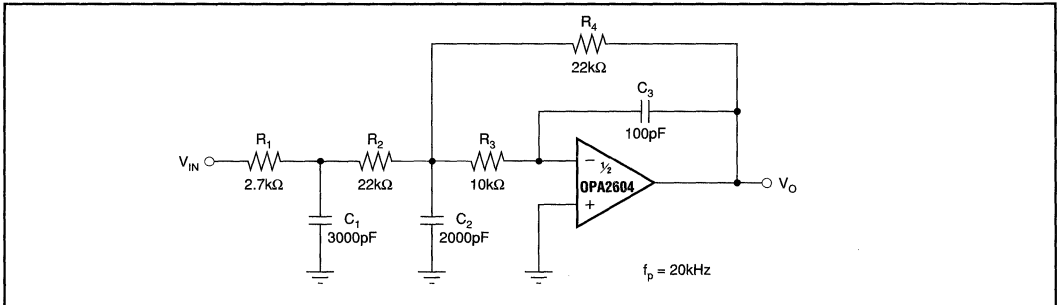 R4
22kΩ
C3
100pF
R1
R2
R3
VIN
2.7kΩ
22kΩ
10kΩ
−
½
OPA2604
+
VO
C1
3000pF
C2
2000pF
fp = 20kHz